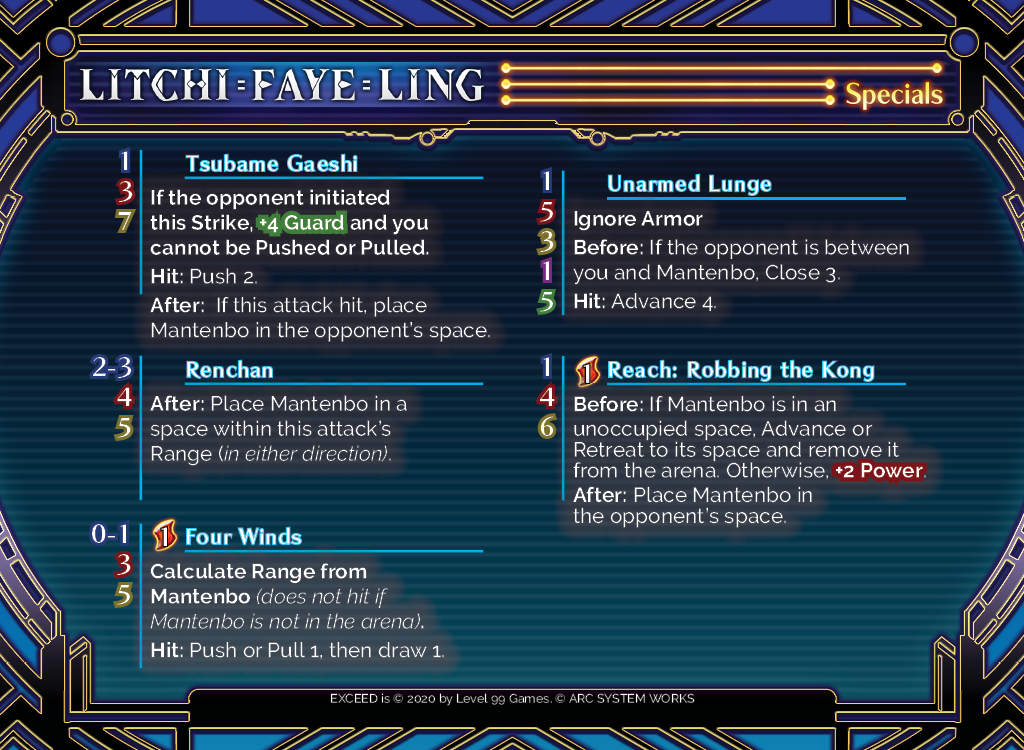 LITCHI=FAYE=LING
Specials
1
Tsubame Gaeshi
3
If the opponent initiated
7
this Strike, +4 Guard and you
cannot be Pushed or Pulled.
Hit: Push 2.
After: If this attack hit, place
Mantenbo in the opponent's space.
2-3
Renchan
4
After: Place Mantenbo in a
5
space within this attack's
Range (in either direction).
0-1
1
Four Winds
3
Calculate Range from
5
Mantenbo (does not hit if
Mantenbo is not in the arena).
Hit: Push or Pull 1, then draw 1.
1
Unarmed Lunge
5
Ignore Armor
3
Before: If the opponent is between
1
you and Mantenbo, Close 3.
5
Hit: Advance 4.
1
1
Reach: Robbing the Kong
4
Before: If Mantenbo is in an
6
unoccupied space, Advance or
Retreat to its space and remove it
from the arena. Otherwise, +2 Power.
After: Place Mantenbo in
the opponent's space.
EXCEED is © 2020 by Level 99 Games. © ARC SYSTEM WORKS